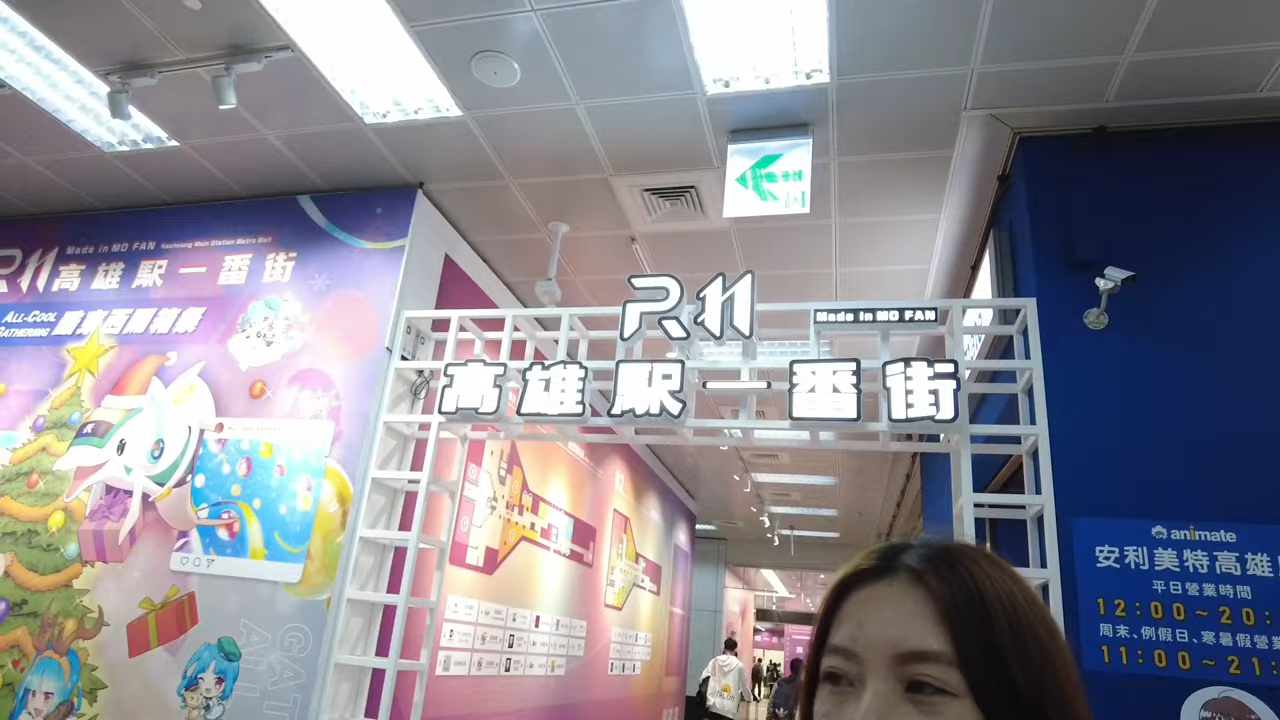 R11
Made in MO FAN Kaohsiung Main Station Metro Mall
高雄駅一番街
ALL-COOL
GATHERING
R11
Made in MO FAN
高雄駅一番街
animate
安利美特高雄
平日營業時間
12:00~20:
周末、例假日、寒暑假營業
11:00~21: